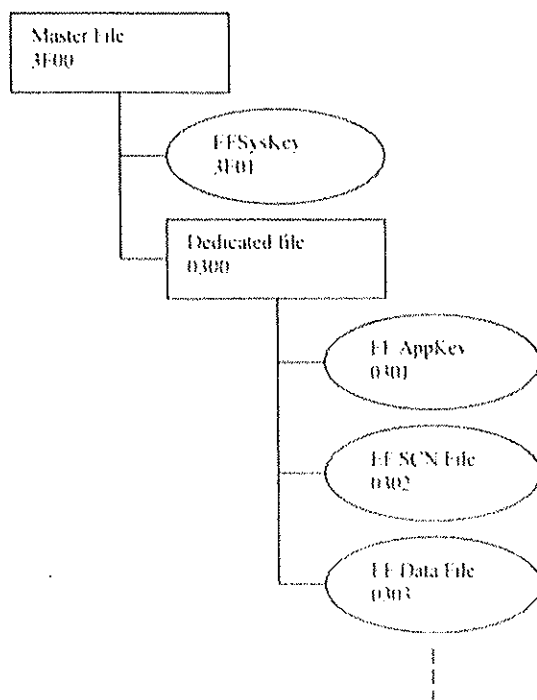 Master File
3F00
EFSysKey
3F01
Dedicated file
0300
EF AppKey
0301
EF SCN File
0302
EF Data File
0303